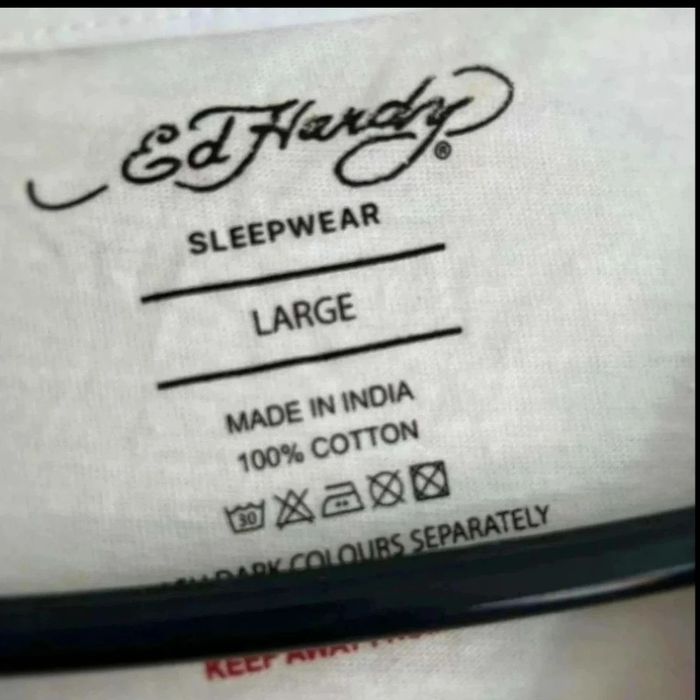 Ed Hardy®
SLEEPWEAR
LARGE
MADE IN INDIA
100% COTTON
30
DARK COLOURS SEPARATELY
KEEP AWAY